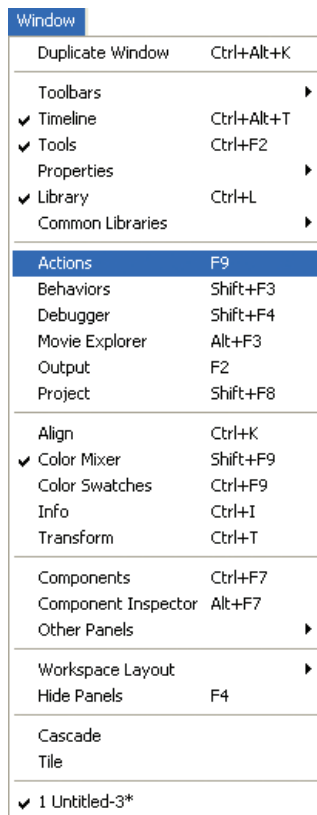 Window
Duplicate Window Ctrl+Alt+K
Toolbars
Timeline Ctrl+Alt+T
Tools Ctrl+F2
Properties
Library Ctrl+L
Common Libraries
Actions F9
Behaviors Shift+F3
Debugger Shift+F4
Movie Explorer Alt+F3
Output F2
Project Shift+F8
Align Ctrl+K
Color Mixer Shift+F9
Color Swatches Ctrl+F9
Info Ctrl+I
Transform Ctrl+T
Components Ctrl+F7
Component Inspector Alt+F7
Other Panels
Workspace Layout
Hide Panels F4
Cascade
Tile
1 Untitled-3*